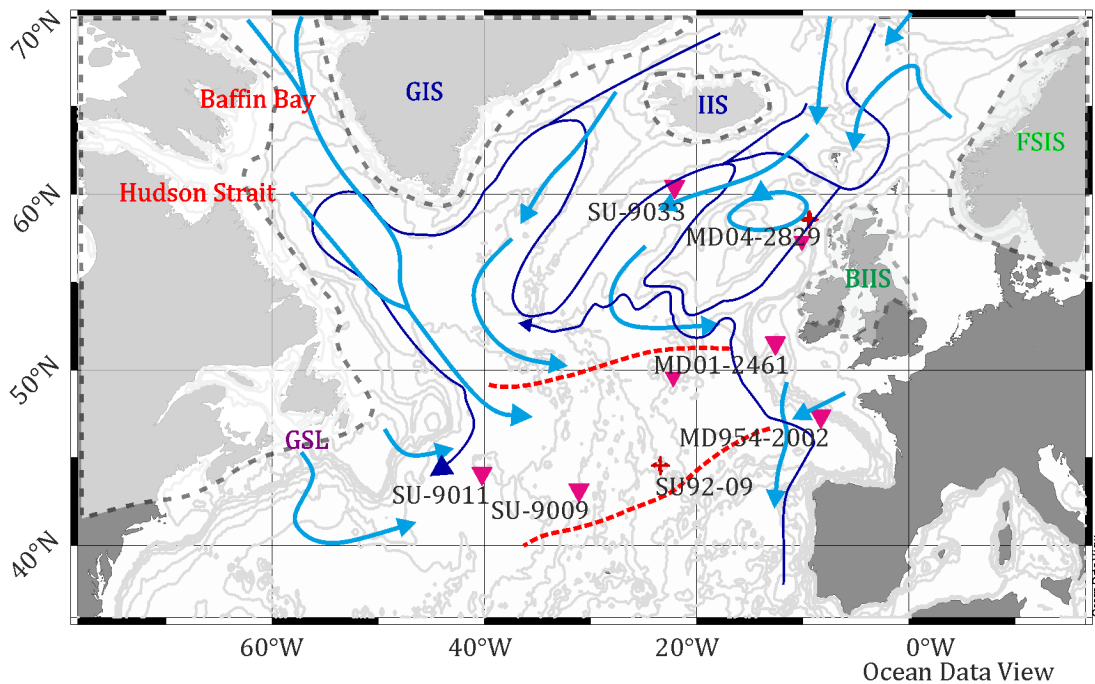 70°N
Baffin Bay
GIS
IIS
FSIS
Hudson Strait
60°N
SU-9033
MD04-2829
BIIS
50°N
MD01-2461
GSL
MD954-2002
SU-9011
SU-9009
SU92-09
40°N
60°W
40°W
20°W
0°W
Ocean Data View